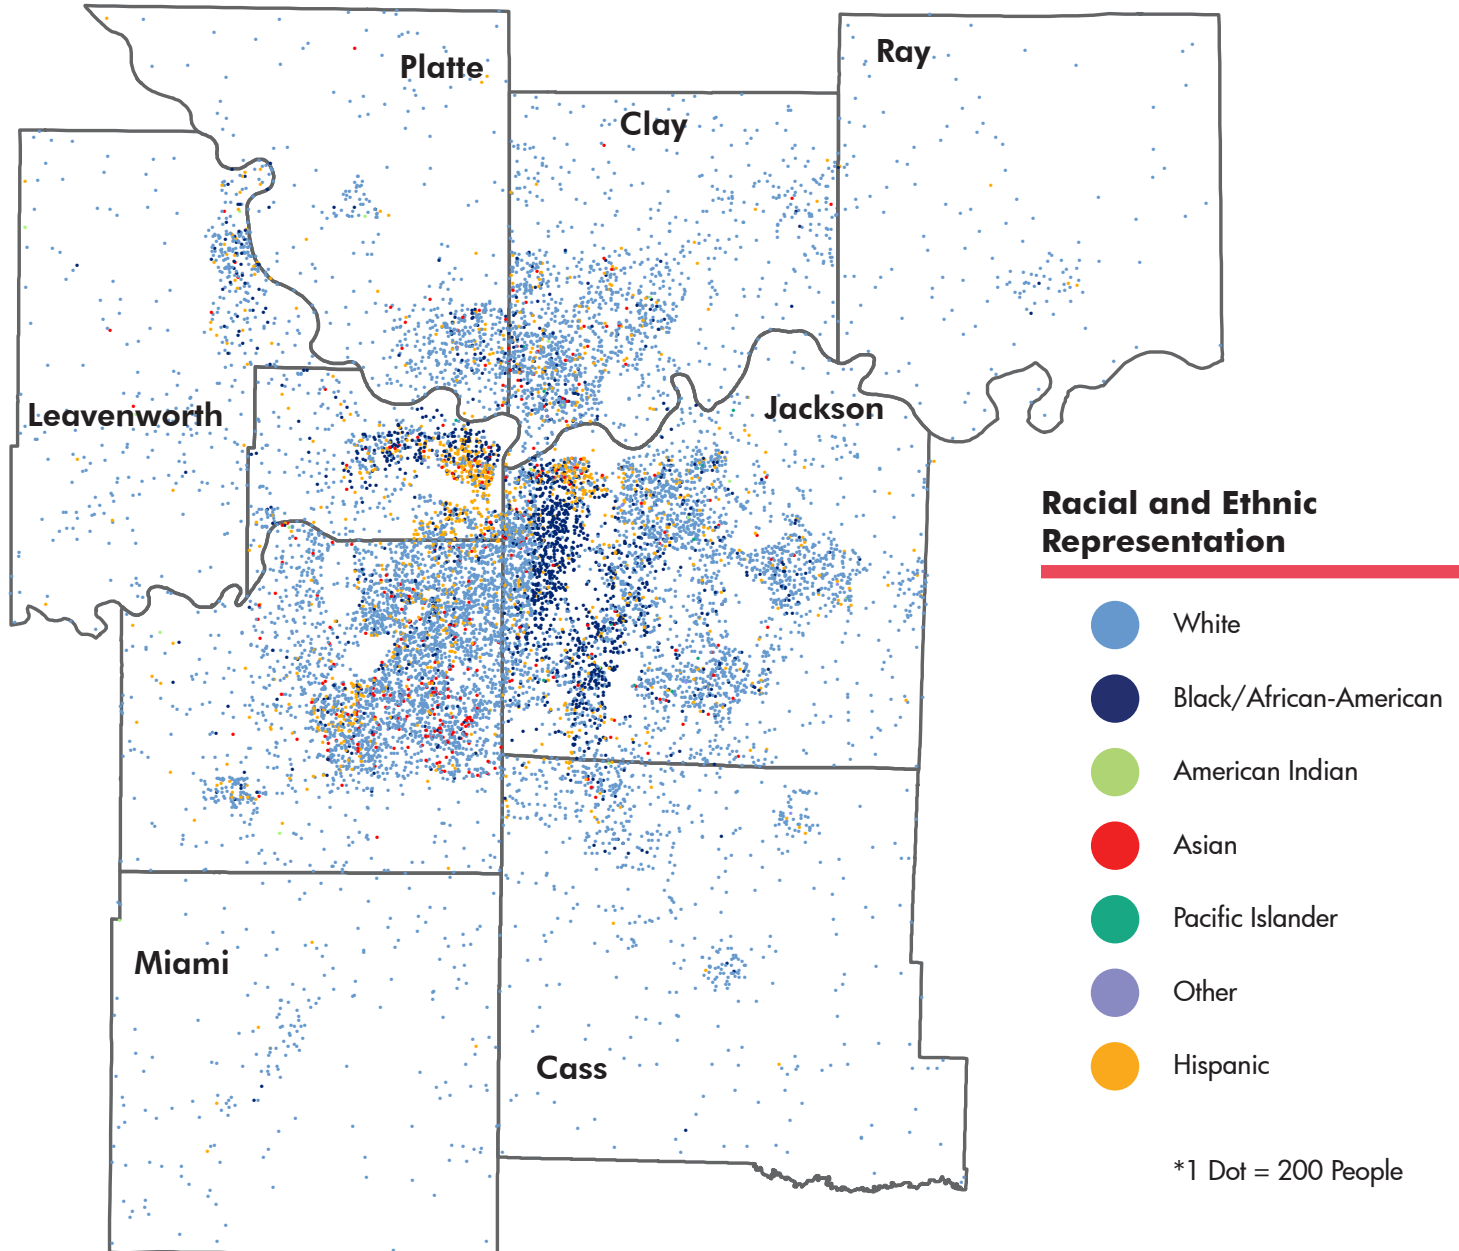 Platte
Ray
Clay
Leavenworth
Jackson
Miami
Cass
Racial and Ethnic
Representation
White
Black/African-American
American Indian
Asian
Pacific Islander
Other
Hispanic
*1 Dot = 200 People